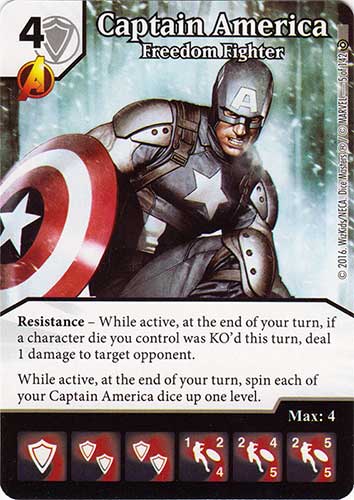 4
Captain America
Freedom Fighter
© 2016. WizKids/NECA. Dice Masters ® / © MARVEL 5 of 142
Resistance – While active, at the end of your turn, if
a character die you control was KO'd this turn, deal
1 damage to target opponent.
While active, at the end of your turn, spin each of
your Captain America dice up one level.
Max: 4
1 2
4
2 4
5
2 5
5